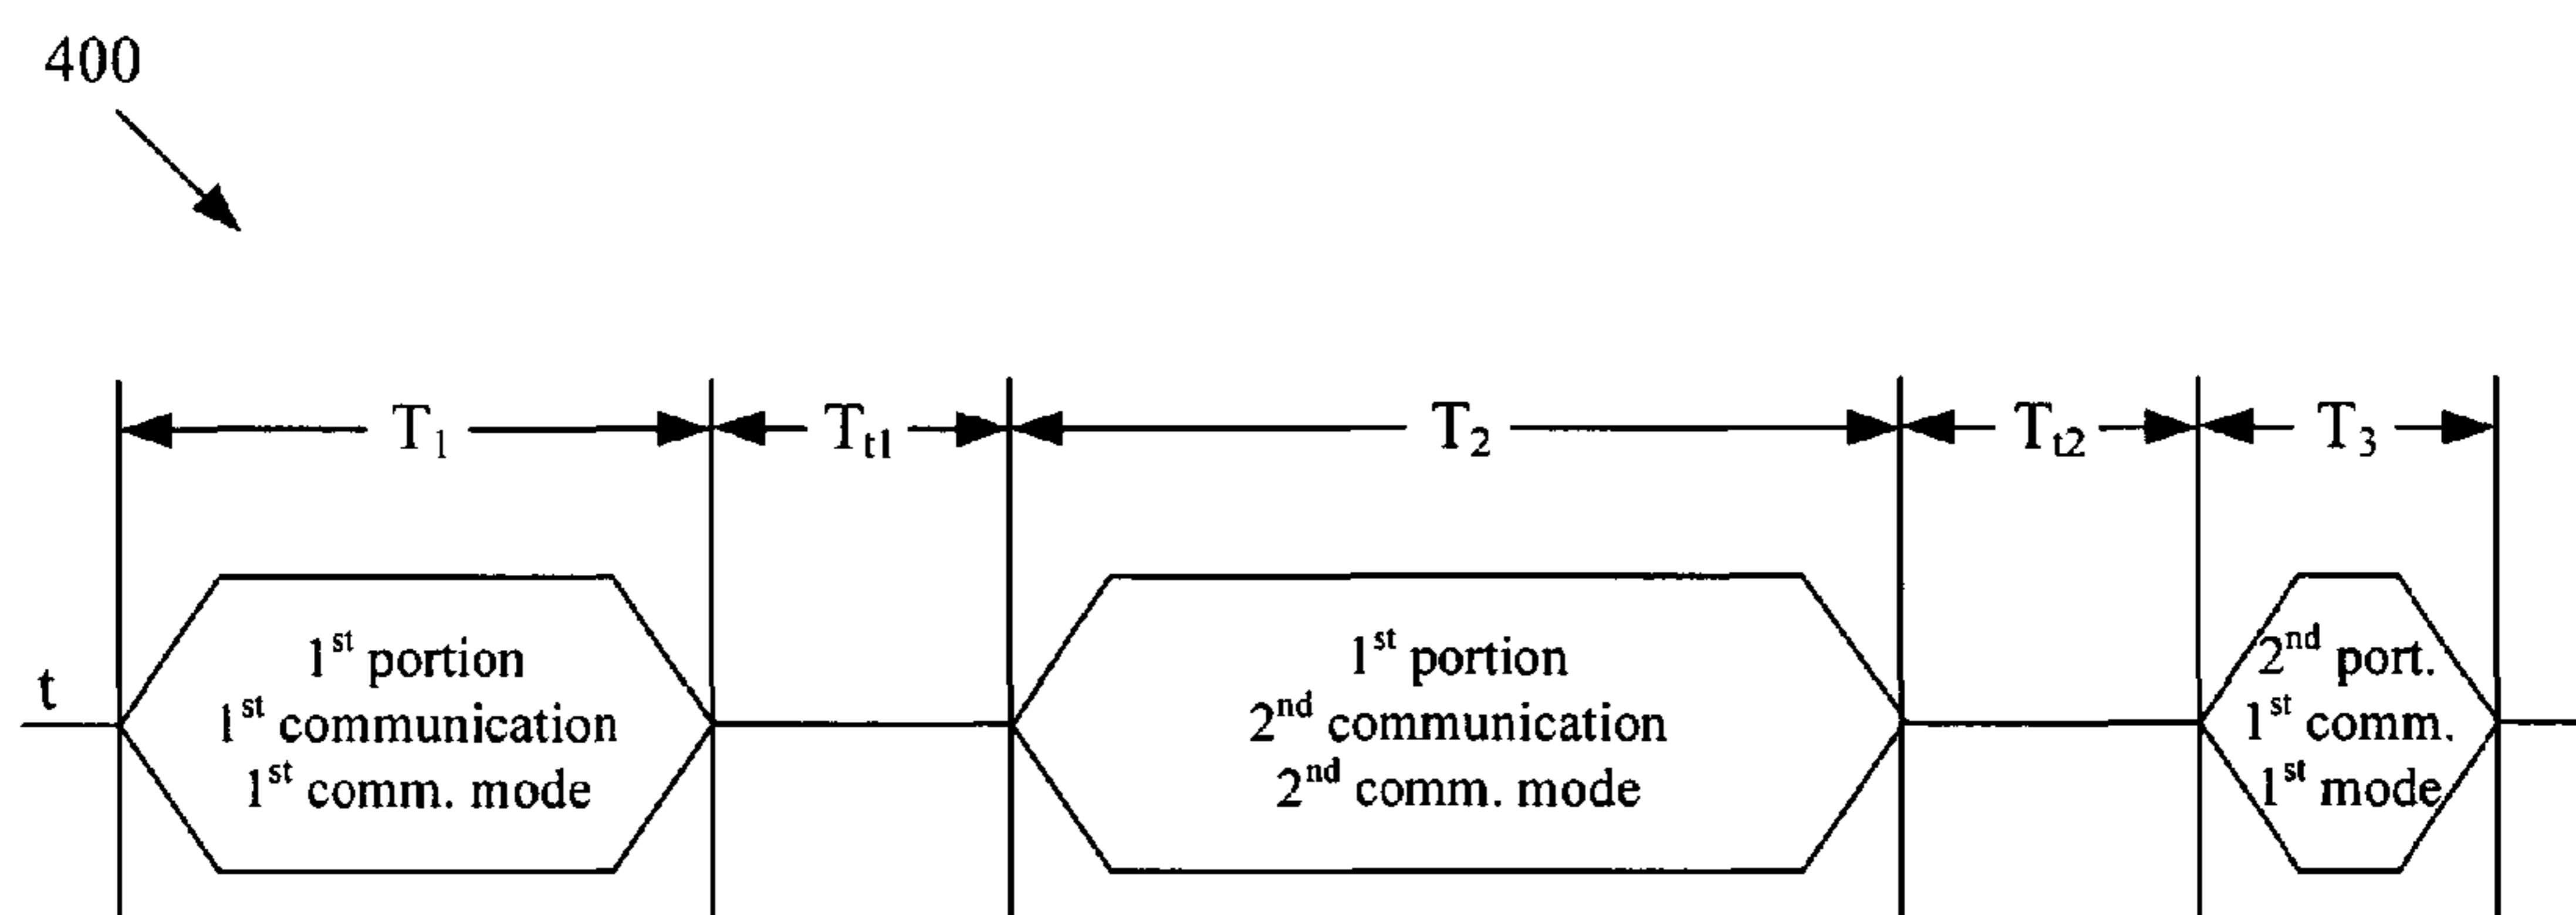 400
T₁ Tₜ₁ T₂ Tₜ₂ T₃
t
1ˢᵗ portion
1ˢᵗ communication
1ˢᵗ comm. mode
1ˢᵗ portion
2ⁿᵈ communication
2ⁿᵈ comm. mode
2ⁿᵈ port.
1ˢᵗ comm.
1ˢᵗ mode